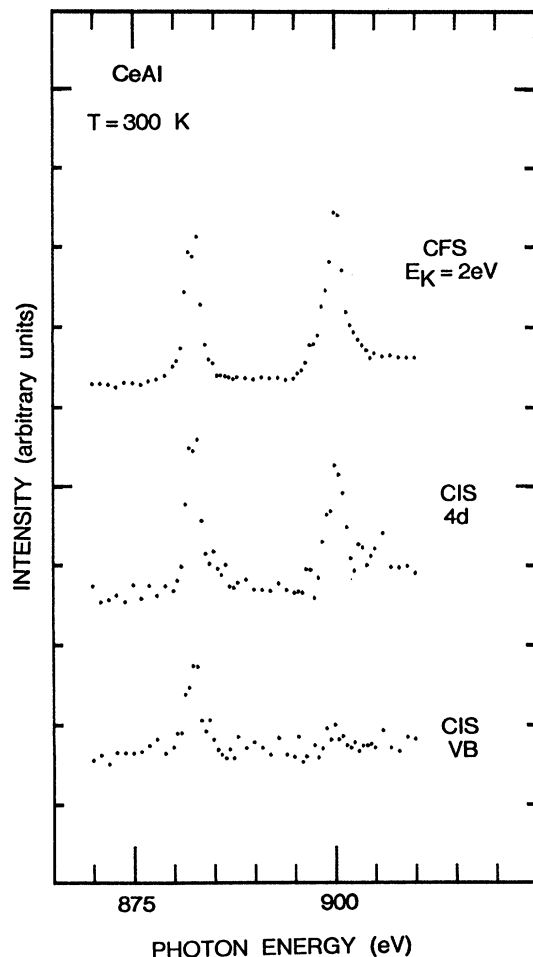 CeAl
T = 300 K
CFS
E_K = 2eV
CIS
4d
CIS
VB
INTENSITY (arbitrary units)
875
900
PHOTON ENERGY (eV)